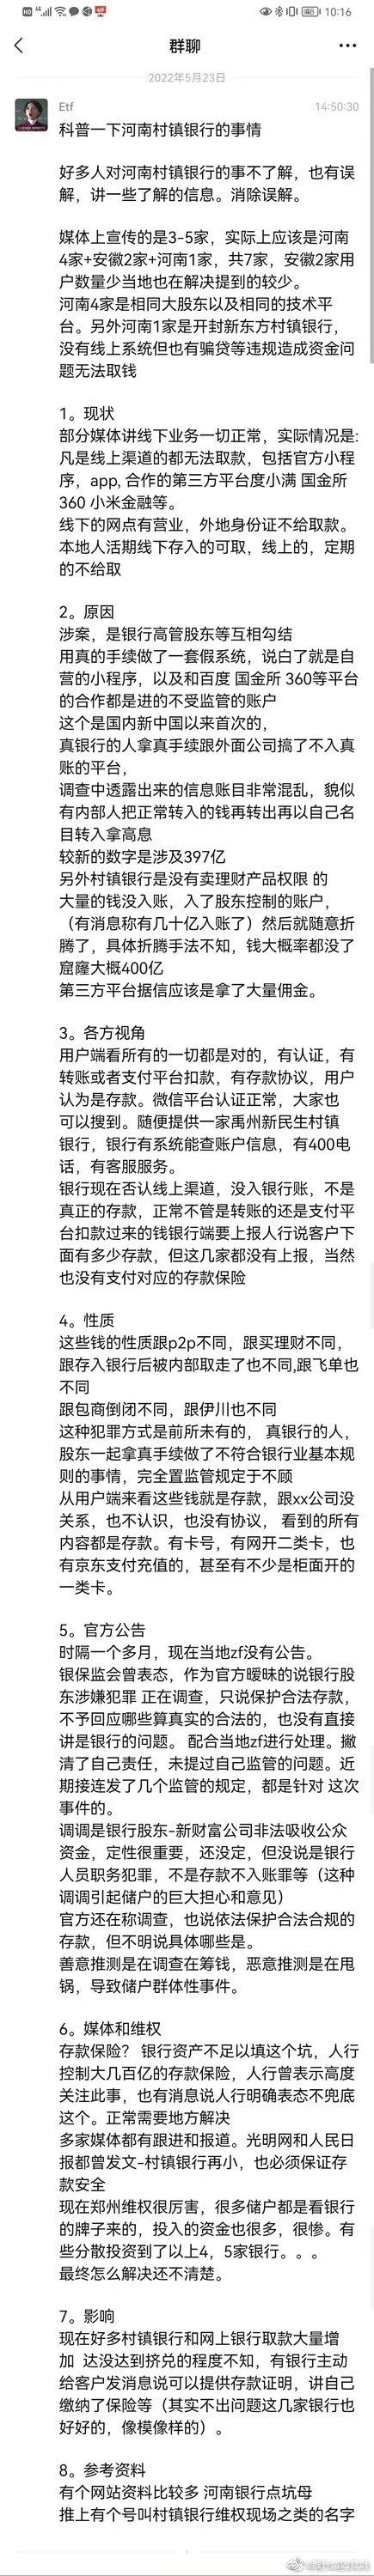 10:16
群聊
2022年5月23日
Etf
14:50:30
科普一下河南村镇银行的事情
好多人对河南村镇银行的事不了解，也有误
解，讲一些了解的信息。消除误解。
媒体上宣传的是3-5家，实际上应该是河南
4家+安徽2家+河南1家，共7家，安徽2家用
户数量少当地也在解决提到的较少。
河南4家是相同大股东以及相同的技术平
台。另外河南1家是开封新东方村镇银行，
没有线上系统但也有骗贷等违规造成资金问
题无法取钱
1。现状
部分媒体讲线下业务一切正常，实际情况是：
凡是线上渠道的都无法取款，包括官方小程
序，app, 合作的第三方平台度小满 国金所
360 小米金融等。
线下的网点有营业，外地身份证不给取款。
本地人活期线下存入的可取，线上的，定期
的不给取
2。原因
涉案，是银行高管股东等互相勾结
用真的手续做了一套假系统，说白了就是自
营的小程序，以及和百度 国金所 360等平台
的合作都是进的不受监管的账户
这个是国内新中国以来首次的，
真银行的人拿真手续跟外面公司搞了不入真
账的平台，
调查中透露出来的信息账目非常混乱，貌似
有内部人把正常转入的钱再转出再以自己名
目转入拿高息
较新的数字是涉及397亿
另外村镇银行是没有卖理财产品权限 的
大量的钱没入账，入了股东控制的账户，
（有消息称有几十亿入账了）然后就随意折
腾了，具体折腾手法不知，钱大概率都没了
窟窿大概400亿
第三方平台据信应该是拿了大量佣金。
3。各方视角
用户端看所有的一切都是对的，有认证，有
转账或者支付平台扣款，有存款协议，用户
认为是存款。微信平台认证正常，大家也
可以搜到。随便提供一家禹州新民生村镇
银行，银行有系统能查账户信息，有400电
话，有客服服务。
银行现在否认线上渠道，没入银行账，不是
真正的存款，正常不管是转账的还是支付平
台扣款过来的钱银行端要上报人行说客户下
面有多少存款，但这几家都没有上报，当然
也没有支付对应的存款保险
4。性质
这些钱的性质跟p2p不同，跟买理财不同，
跟存入银行后被内部取走了也不同,跟飞单也
不同
跟包商倒闭不同，跟伊川也不同
这种犯罪方式是前所未有的， 真银行的人，
股东一起拿真手续做了不符合银行业基本规
则的事情，完全置监管规定于不顾
从用户端来看这些钱就是存款，跟xx公司没
关系，也不认识，也没有协议， 看到的所有
内容都是存款。有卡号，有网开二类卡，也
有京东支付充值的，甚至有不少是柜面开的
一类卡。
5。官方公告
时隔一个多月，现在当地zf没有公告。
银保监会曾表态，作为官方暧昧的说银行股
东涉嫌犯罪 正在调查，只说保护合法存款，
不予回应哪些算真实的合法的，也没有直接
讲是银行的问题。 配合当地zf进行处理。撇
清了自己责任，未提过自己监管的问题。近
期接连发了几个监管的规定，都是针对 这次
事件的。
调调是银行股东-新财富公司非法吸收公众
资金，定性很重要，还没定，但没说是银行
人员职务犯罪，不是存款不入账罪等（这种
调调引起储户的巨大担心和意见）
官方还在称调查，也说依法保护合法合规的
存款，但不明说具体哪些是。
善意推测是在调查在筹钱，恶意推测是在甩
锅，导致储户群体性事件。
6。媒体和维权
存款保险？ 银行资产不足以填这个坑，人行
控制大几百亿的存款保险，人行曾表示高度
关注此事，也有消息说人行明确表态不兜底
这个。正常需要地方解决
多家媒体都有跟进和报道。光明网和人民日
报都曾发文-村镇银行再小，也必须保证存
款安全
现在郑州维权很厉害，很多储户都是看银行
的牌子来的，投入的资金也很多，很惨。有
些分散投资到了以上4，5家银行。。。
最终怎么解决还不清楚。
7。影响
现在好多村镇银行和网上银行取款大量增
加 达没达到挤兑的程度不知，有银行主动
给客户发消息说可以提供存款证明，讲自己
缴纳了保险等（其实不出问题这几家银行也
好好的，像模像样的）。
8。参考资料
有个网站资料比较多 河南银行点坑母
推上有个号叫村镇银行维权现场之类的名字